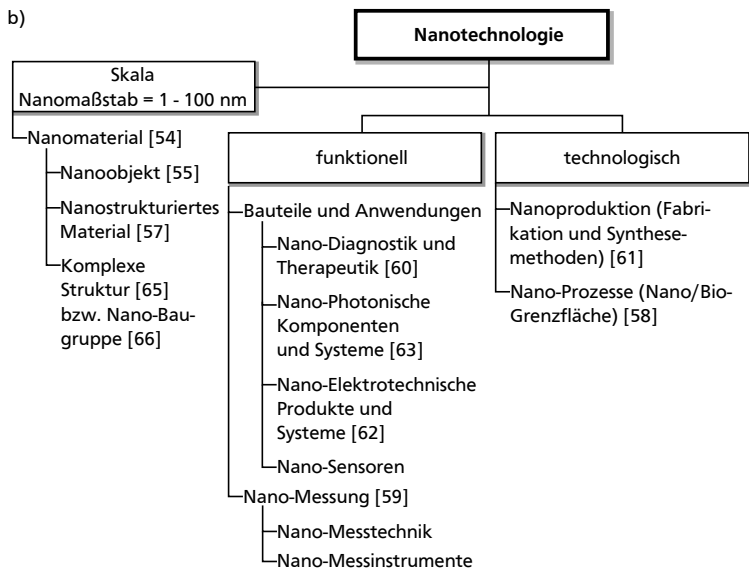 b)
Nanotechnologie
Skala
Nanomaßstab = 1 - 100 nm
Nanomaterial [54]
Nanoobjekt [55]
Nanostrukturiertes
Material [57]
Komplexe
Struktur [65]
bzw. Nano-Bau-
gruppe [66]
funktionell
Bauteile und Anwendungen
Nano-Diagnostik und
Therapeutik [60]
Nano-Photonische
Komponenten
und Systeme [63]
Nano-Elektrotechnische
Produkte und
Systeme [62]
Nano-Sensoren
Nano-Messung [59]
Nano-Messtechnik
Nano-Messinstrumente
technologisch
Nanoproduktion (Fabri-
kation und Synthese-
methoden) [61]
Nano-Prozesse (Nano/Bio-
Grenzfläche) [58]